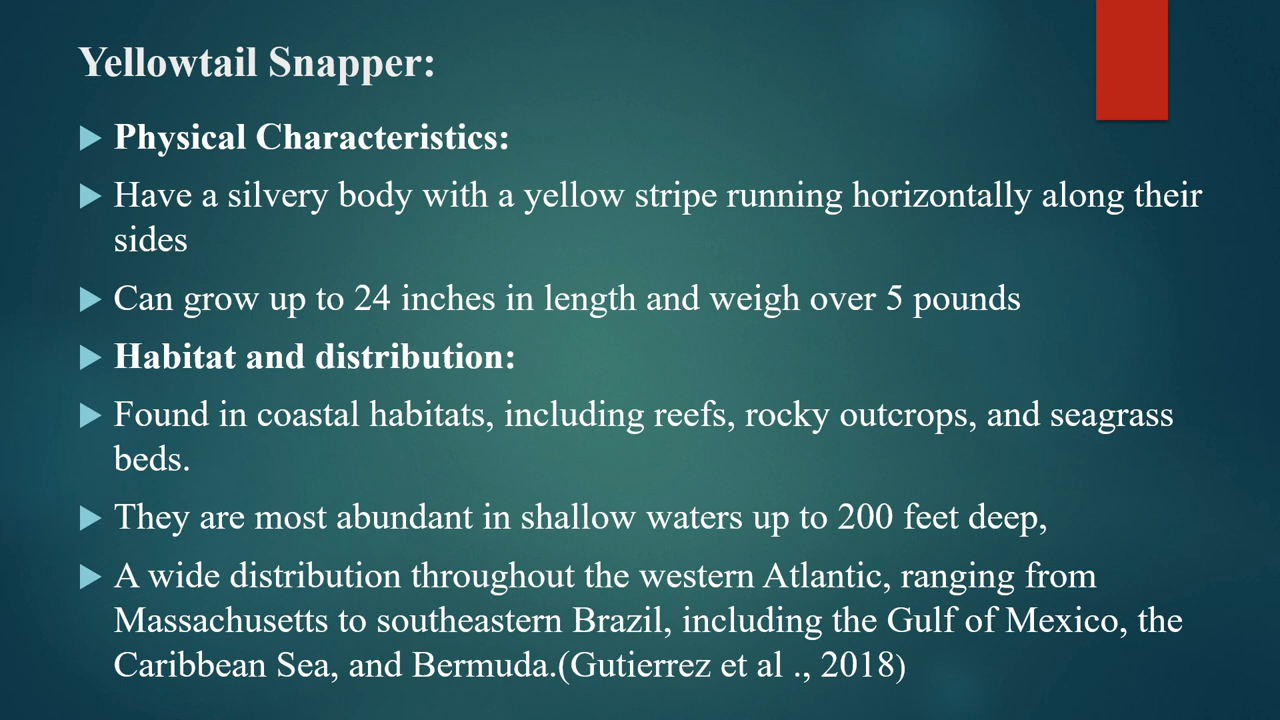 Yellowtail Snapper:
Physical Characteristics:
Have a silvery body with a yellow stripe running horizontally along their
sides
Can grow up to 24 inches in length and weigh over 5 pounds
Habitat and distribution:
Found in coastal habitats, including reefs, rocky outcrops, and seagrass
beds.
They are most abundant in shallow waters up to 200 feet deep,
A wide distribution throughout the western Atlantic, ranging from
Massachusetts to southeastern Brazil, including the Gulf of Mexico, the
Caribbean Sea, and Bermuda.(Gutierrez et al ., 2018)